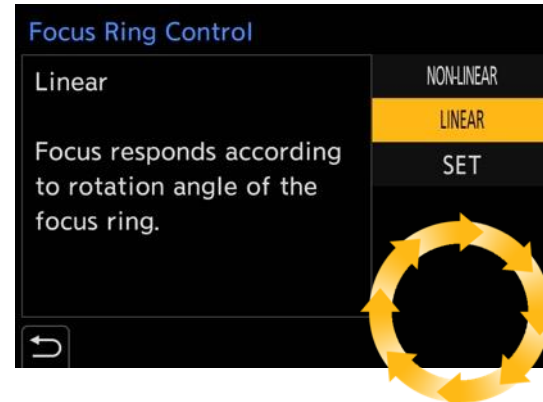 Focus Ring Control
Linear
Focus responds according
to rotation angle of the
focus ring.
NON-LINEAR
LINEAR
SET